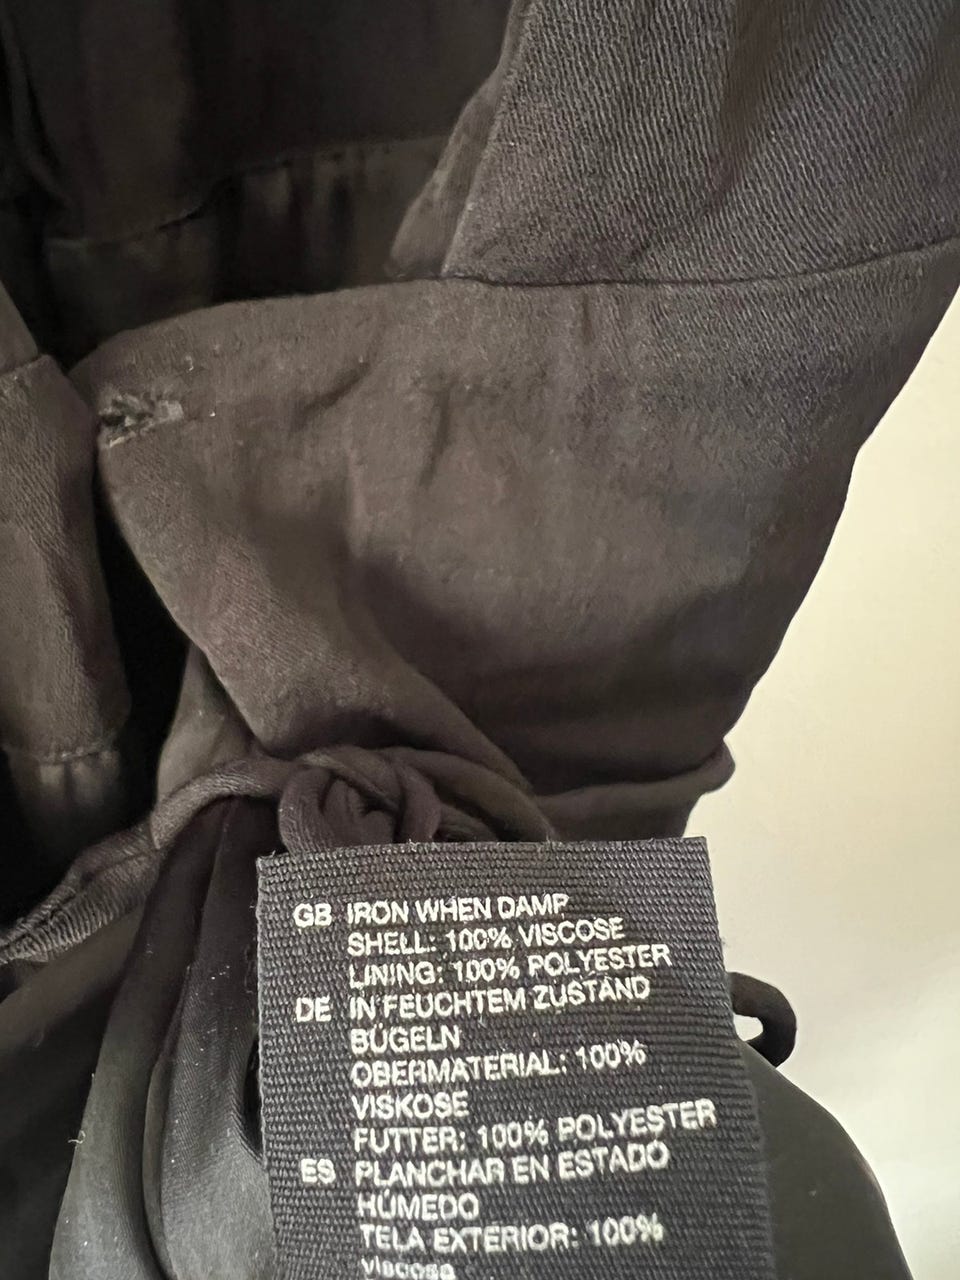 GB IRON WHEN DAMP
SHELL: 100% VISCOSE
LINING: 100% POLYESTER
DE IN FEUCHTEM ZUSTAND
BÜGELN
OBERMATERIAL: 100%
VISKOSE
FUTTER: 100% POLYESTER
ES PLANCHAR EN ESTADO
HÚMEDO
TELA EXTERIOR: 100%
viscosa